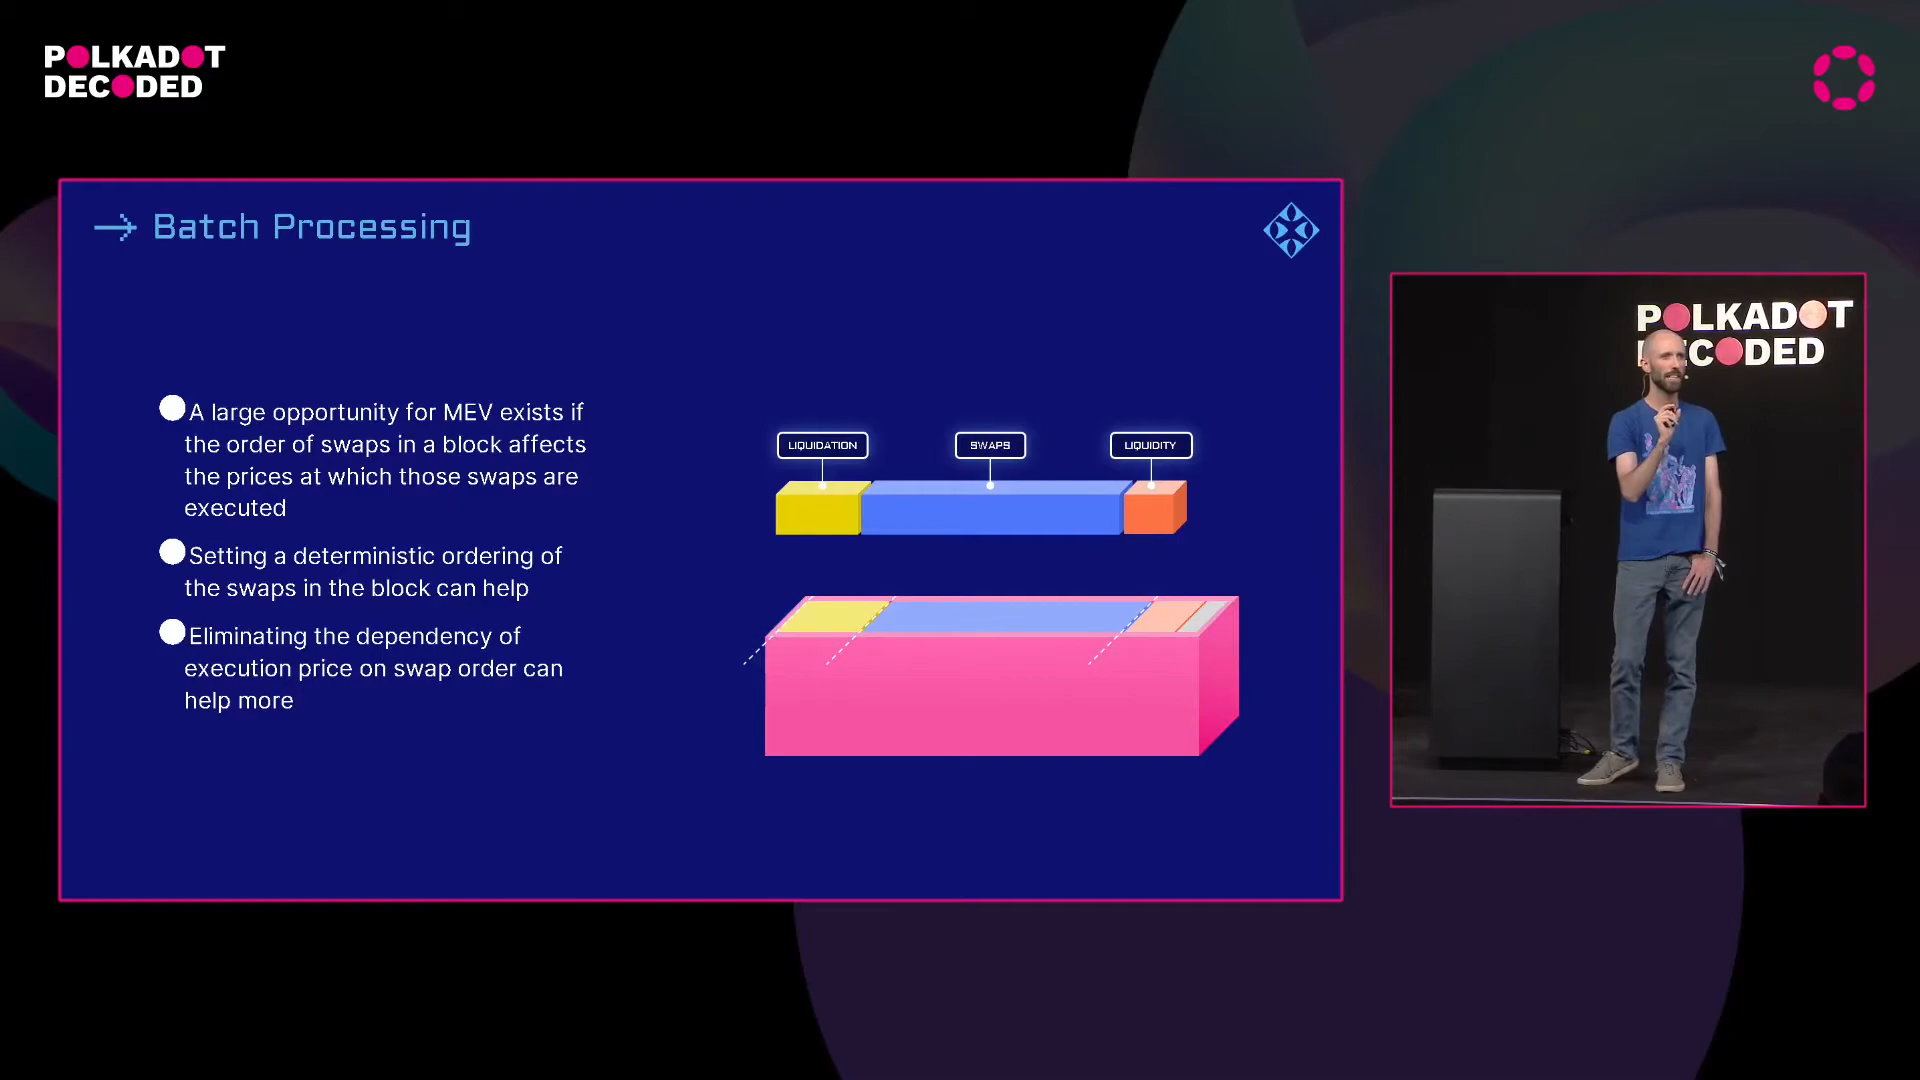 POLKADOT
DECODED
Batch Processing
A large opportunity for MEV exists if
the order of swaps in a block affects
the prices at which those swaps are
executed
Setting a deterministic ordering of
the swaps in the block can help
Eliminating the dependency of
execution price on swap order can
help more
LIQUIDATION
SWAPS
LIQUIDITY
POLKADOT
DECODED